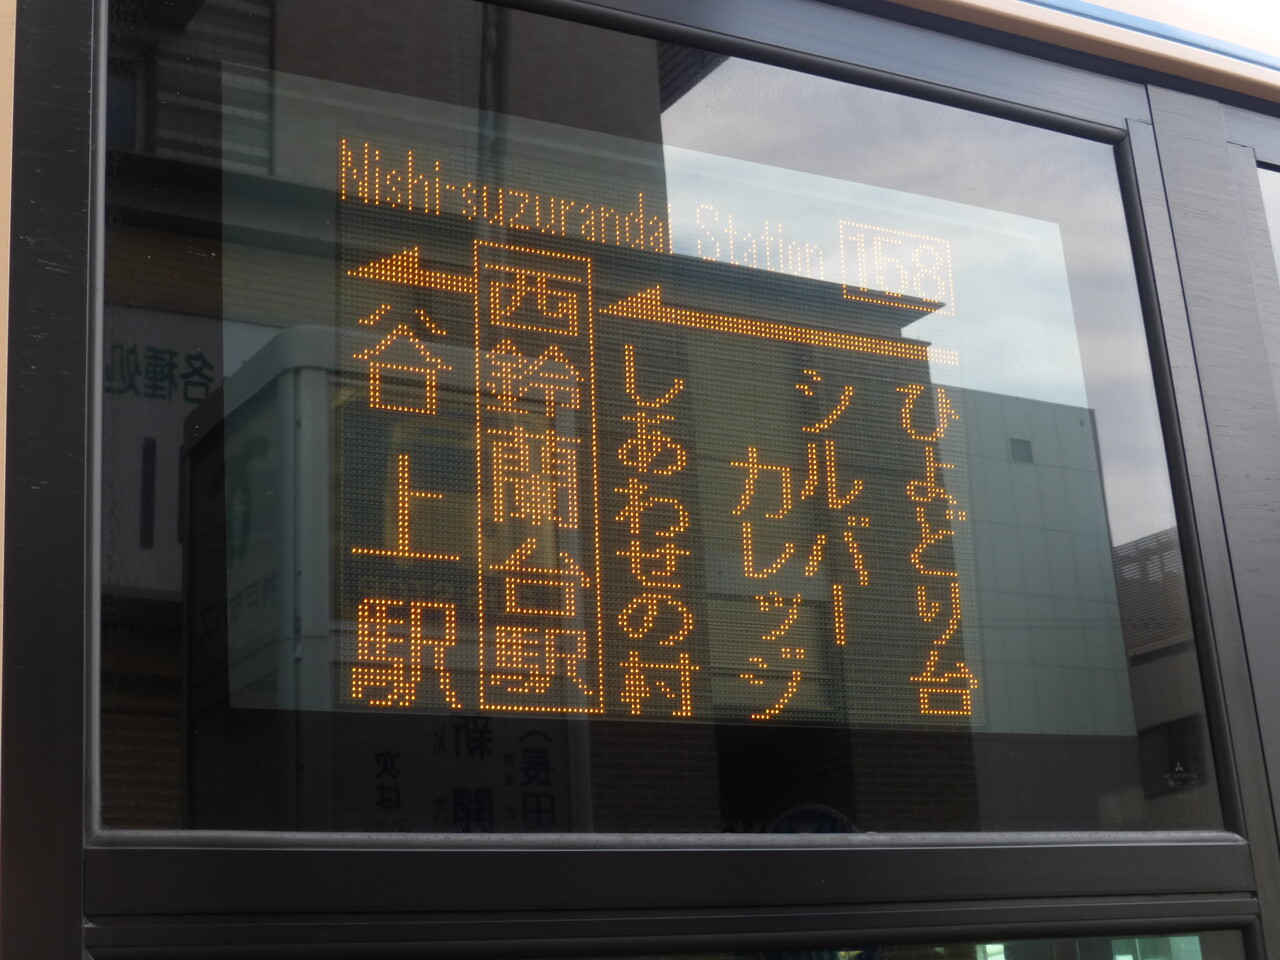 Nishi-suzurandai Station 158
ひよどり台
シルバー
カレッジ
しあわせの村
西鈴蘭台駅
谷上駅